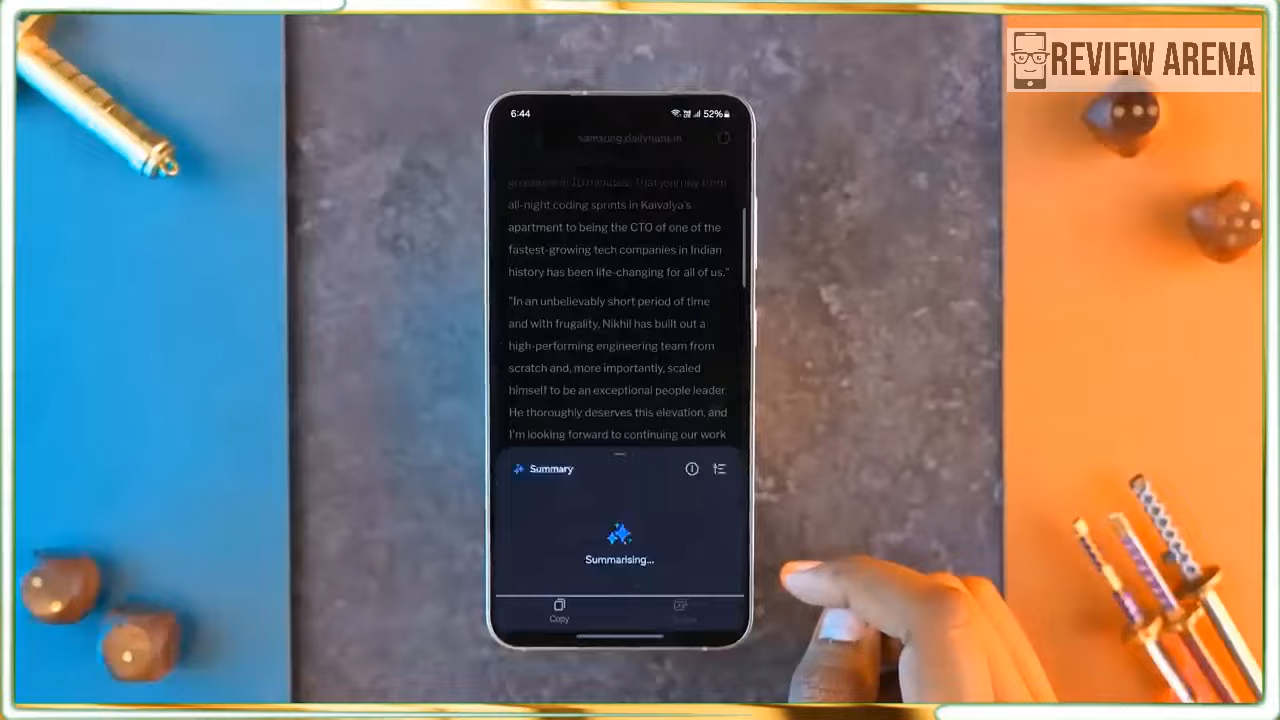 REVIEW ARENA
6:44
52%
samsung.dailyhunt.in
all-night coding sprints in Kaivalya's
apartment to being the CTO of one of the
fastest-growing tech companies in Indian
history has been life-changing for all of us."
"In an unbelievably short period of time
and with frugality, Nikhil has built out a
high-performing engineering team from
scratch and, more importantly, scaled
himself to be an exceptional people leader.
He thoroughly deserves this elevation, and
I'm looking forward to continuing our work
Summary
Summarising...
Copy